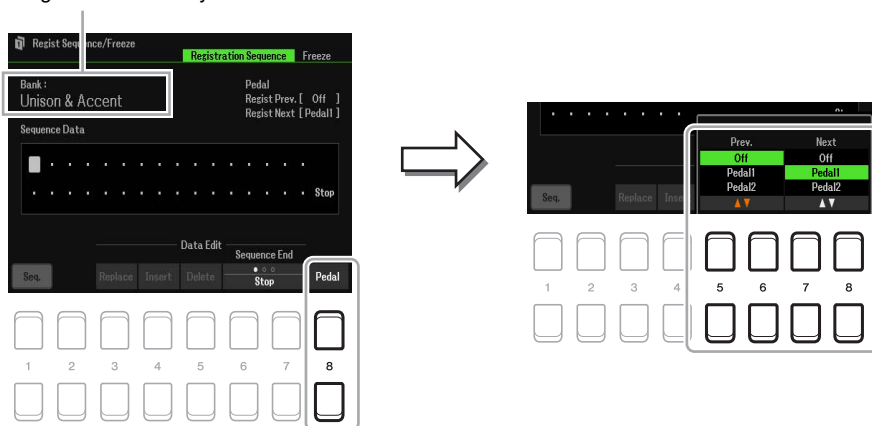 Regist Sequence/Freeze
Registration Sequence Freeze
Bank :
Unison & Accent
Pedal
Regist Prev. [ Off ]
Regist Next [ Pedal1 ]
Sequence Data
Stop
Data Edit
Sequence End
Seq. Replace Insert Delete Stop Pedal
1 2 3 4 5 6 7 8
Prev. Next
Off Off
Pedal1 Pedal1
Pedal2 Pedal2
Seq. Replace
1 2 3 4 5 6 7 8